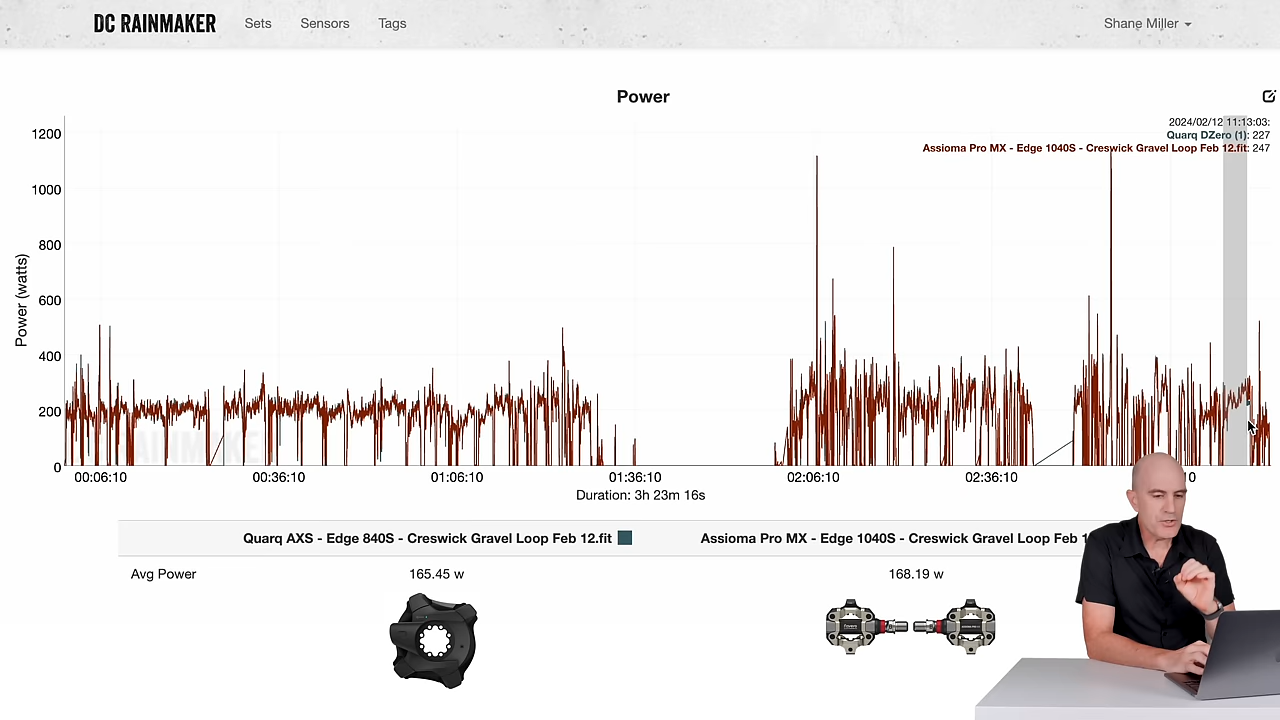 DC RAINMAKER
Sets
Sensors
Tags
Shane Miller
Power
2024/02/12 11:13:03:
Quarq DZero (1): 227
Assioma Pro MX - Edge 1040S - Creswick Gravel Loop Feb 12.fit: 247
Power (watts)
1200
1000
800
600
400
200
0
RAINMAKER
00:06:10
00:36:10
01:06:10
01:36:10
02:06:10
02:36:10
Duration: 3h 23m 16s
Quarq AXS - Edge 840S - Creswick Gravel Loop Feb 12.fit
Assioma Pro MX - Edge 1040S - Creswick Gravel Loop Feb 1
Avg Power
165.45 w
168.19 w